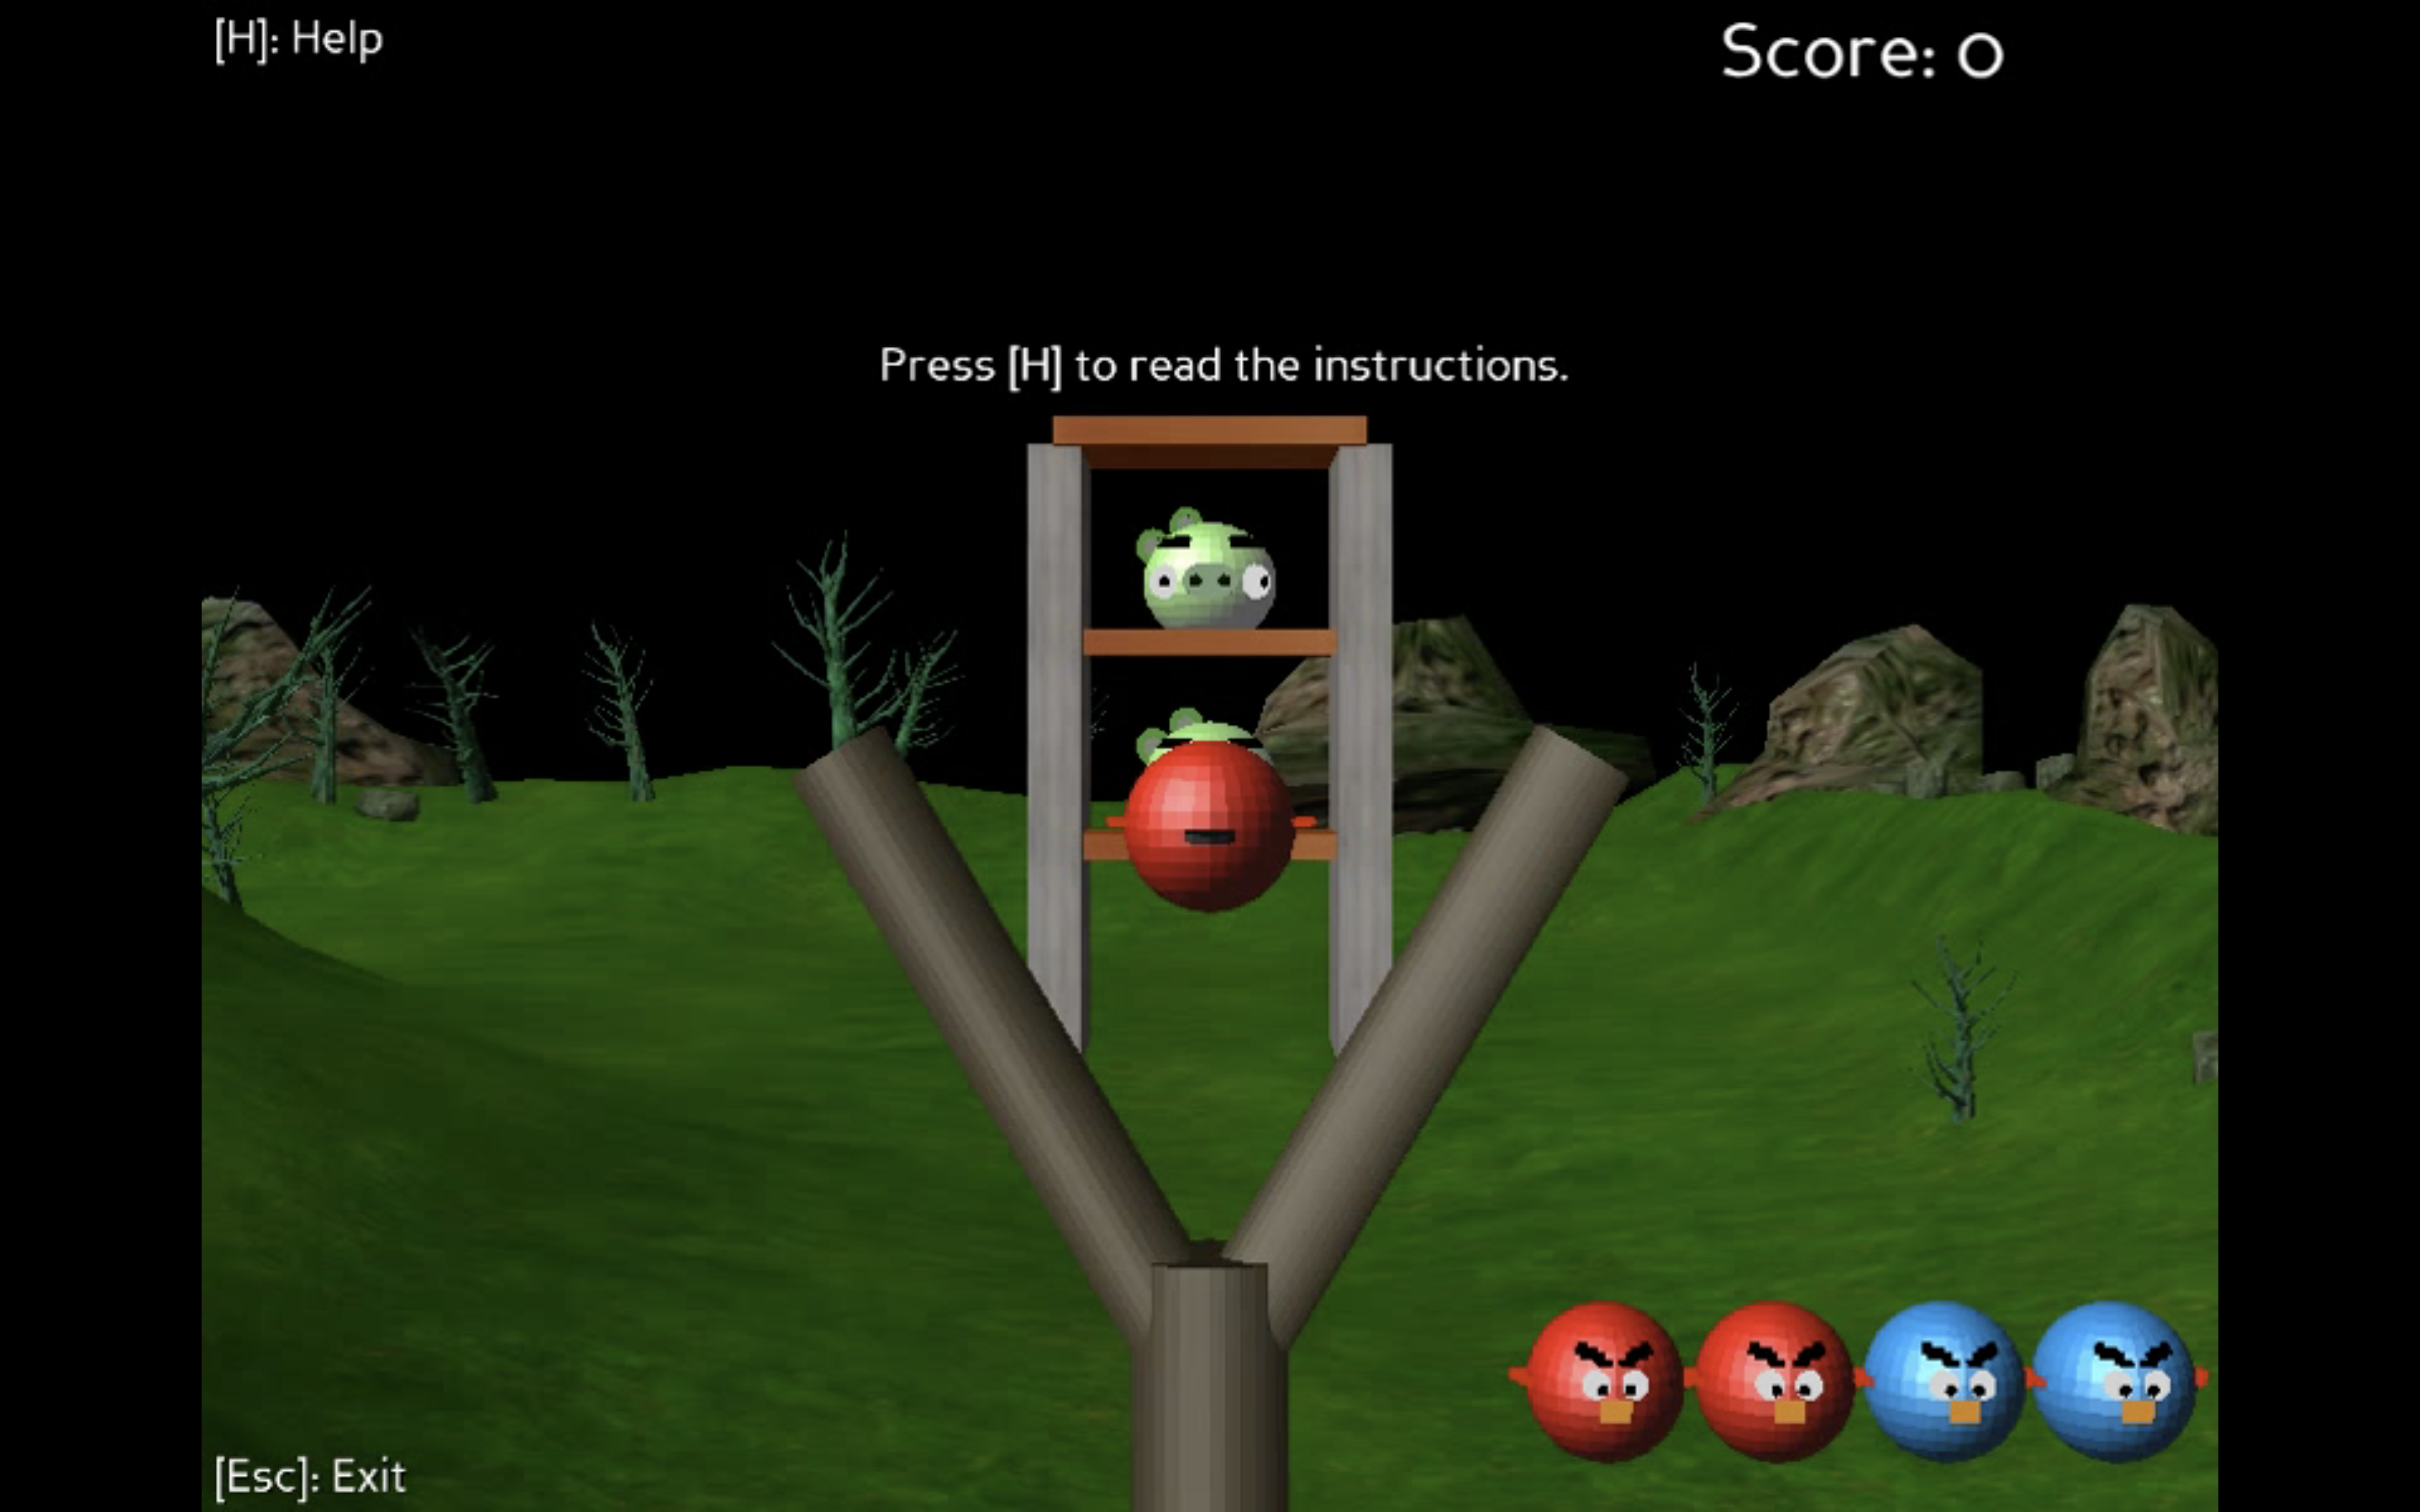 [H]: Help
Score: 0
Press [H] to read the instructions.
[Esc]: Exit